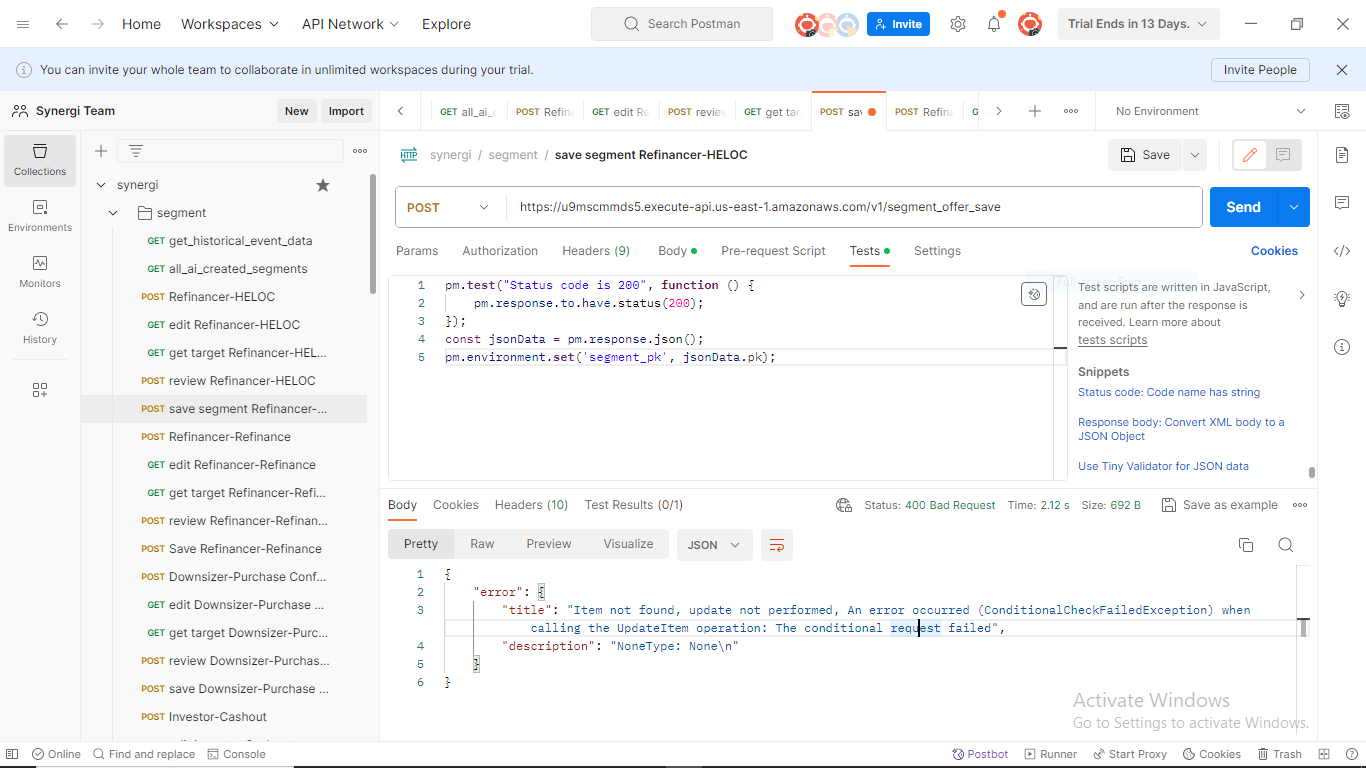 Home Workspaces API Network Explore Search Postman Invite Trial Ends in 13 Days.
You can invite your whole team to collaborate in unlimited workspaces during your trial. Invite People
Synergi Team New Import
GET all_ai_c POST Refin GET edit Re POST review GET get tar POST sav POST Refin G No Environment
Collections
Environments
Monitors
History
synergi
segment
GET get_historical_event_data
GET all_ai_created_segments
POST Refinancer-HELOC
GET edit Refinancer-HELOC
GET get target Refinancer-HEL...
POST review Refinancer-HELOC
POST save segment Refinancer-...
POST Refinancer-Refinance
GET edit Refinancer-Refinance
GET get target Refinancer-Refi...
POST review Refinancer-Refinan...
POST Save Refinancer-Refinance
POST Downsizer-Purchase Conf...
GET edit Downsizer-Purchase ...
GET get target Downsizer-Purc...
POST review Downsizer-Purchas...
POST save Downsizer-Purchase ...
POST Investor-Cashout
HTTP synergi / segment / save segment Refinancer-HELOC Save
POST https://u9mscmmds5.execute-api.us-east-1.amazonaws.com/v1/segment_offer_save Send
Params Authorization Headers (9) Body Pre-request Script Tests Settings Cookies
1 pm.test("Status code is 200", function () {
2 pm.response.to.have.status(200);
3 });
4 const jsonData = pm.response.json();
5 pm.environment.set('segment_pk', jsonData.pk);
Test scripts are written in JavaScript,
and are run after the response is
received. Learn more about
tests scripts
Snippets
Status code: Code name has string
Response body: Convert XML body to a
JSON Object
Use Tiny Validator for JSON data
Body Cookies Headers (10) Test Results (0/1) Status: 400 Bad Request Time: 2.12 s Size: 692 B Save as example
Pretty Raw Preview Visualize JSON
1 {
2 "error": {
3 "title": "Item not found, update not performed, An error occurred (ConditionalCheckFailedException) when
calling the UpdateItem operation: The conditional request failed",
4 "description": "NoneType: None\n"
5 }
6 }
Activate Windows
Go to Settings to activate Windows.
Online Find and replace Console Postbot Runner Start Proxy Cookies Trash